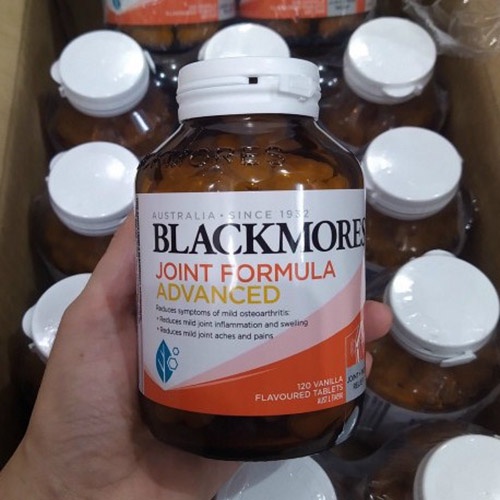 AUSTRALIA • SINCE 1932
BLACKMORES
JOINT FORMULA
ADVANCED
Reduces symptoms of mild osteoarthritis:
• Reduces mild joint inflammation and swelling
• Reduces mild joint aches and pains
120 VANILLA
FLAVOURED TABLETS